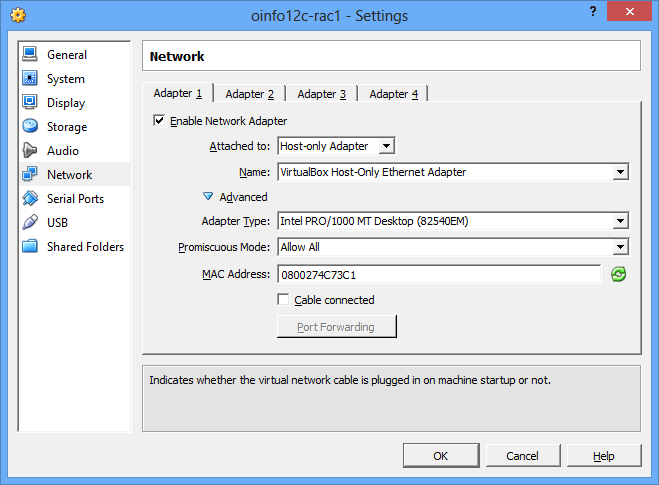 oinfo12c-rac1 - Settings
?
General
System
Display
Storage
Audio
Network
Serial Ports
USB
Shared Folders
Network
Adapter 1 Adapter 2 Adapter 3 Adapter 4
Enable Network Adapter
Attached to: Host-only Adapter
Name: VirtualBox Host-Only Ethernet Adapter
Advanced
Adapter Type: Intel PRO/1000 MT Desktop (82540EM)
Promiscuous Mode: Allow All
MAC Address: 0800274C73C1
Cable connected
Port Forwarding
Indicates whether the virtual network cable is plugged in on machine startup or not.
OK Cancel Help